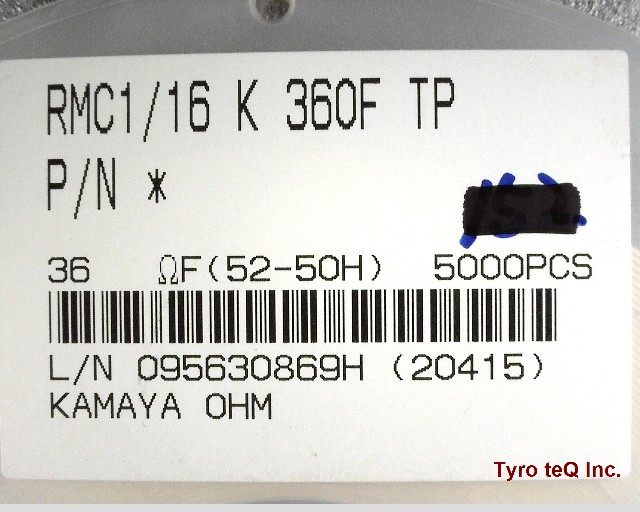 RMC1/16 K 360F TP
P/N *
36 ΩF(52-50H) 5000PCS
L/N 095630869H (20415)
KAMAYA OHM
Tyro teQ Inc.